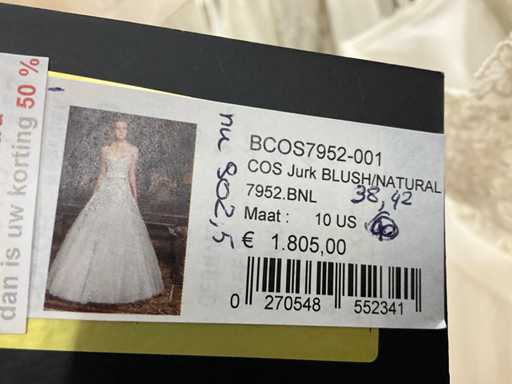 dan is uw korting 50 %
nu 902,5
BCOS7952-001
COS Jurk BLUSH/NATURAL
7952.BNL
38, 42
Maat : 10 US
40
€ 1.805,00
0 270548 552341